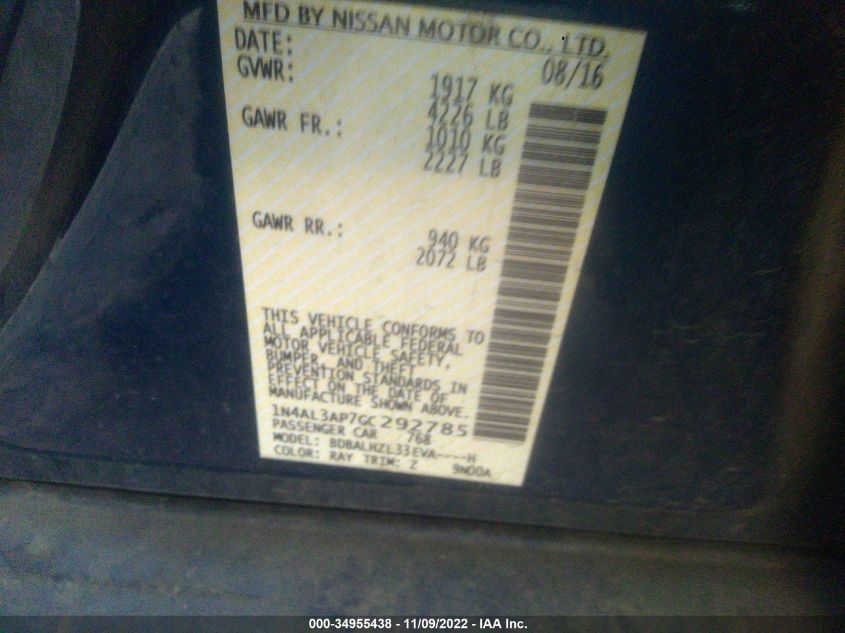 MFD BY NISSAN MOTOR CO., LTD.
DATE: 08/16
GVWR: 1917 KG
4226 LB
GAWR FR.: 1010 KG
2227 LB
GAWR RR.: 940 KG
2072 LB
THIS VEHICLE CONFORMS TO
ALL APPLICABLE FEDERAL
MOTOR VEHICLE SAFETY,
BUMPER, AND THEFT
PREVENTION STANDARDS IN
EFFECT ON THE DATE OF
MANUFACTURE SHOWN ABOVE.
1N4AL3AP7GC292785
PASSENGER CAR 768
MODEL: BDBALHZL33EVA----H
COLOR: RAY TRIM: Z 9N00A
000-34955438 - 11/09/2022 - IAA Inc.